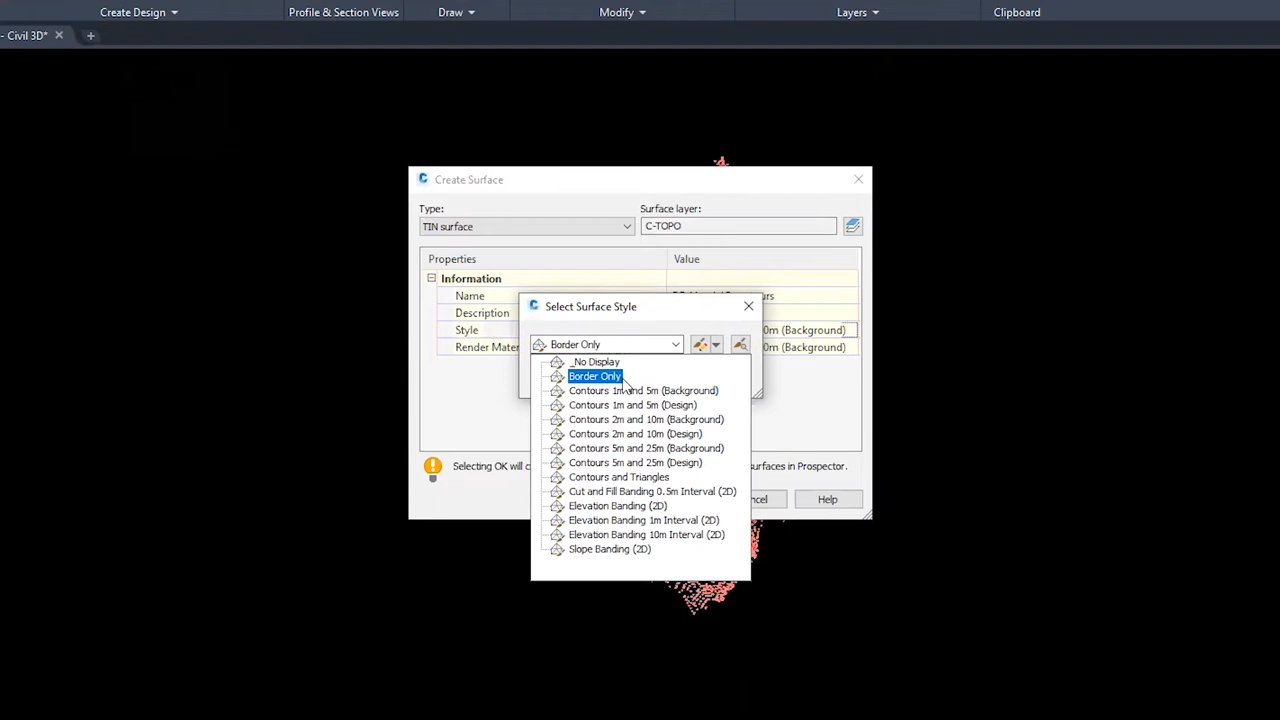 Create Design
Profile & Section Views
Draw
Modify
Layers
Clipboard
- Civil 3D*
Create Surface
Type:
Surface layer:
TIN surface
C-TOPO
Properties
Value
Information
Name
Description
Style
0m (Background)
Render Mater
0m (Background)
Select Surface Style
Border Only
_No Display
Border Only
Contours 1m and 5m (Background)
Contours 1m and 5m (Design)
Contours 2m and 10m (Background)
Contours 2m and 10m (Design)
Contours 5m and 25m (Background)
Contours 5m and 25m (Design)
Contours and Triangles
Cut and Fill Banding 0.5m Interval (2D)
Elevation Banding (2D)
Elevation Banding 1m Interval (2D)
Elevation Banding 10m Interval (2D)
Slope Banding (2D)
Selecting OK will c
surfaces in Prospector.
ncel
Help